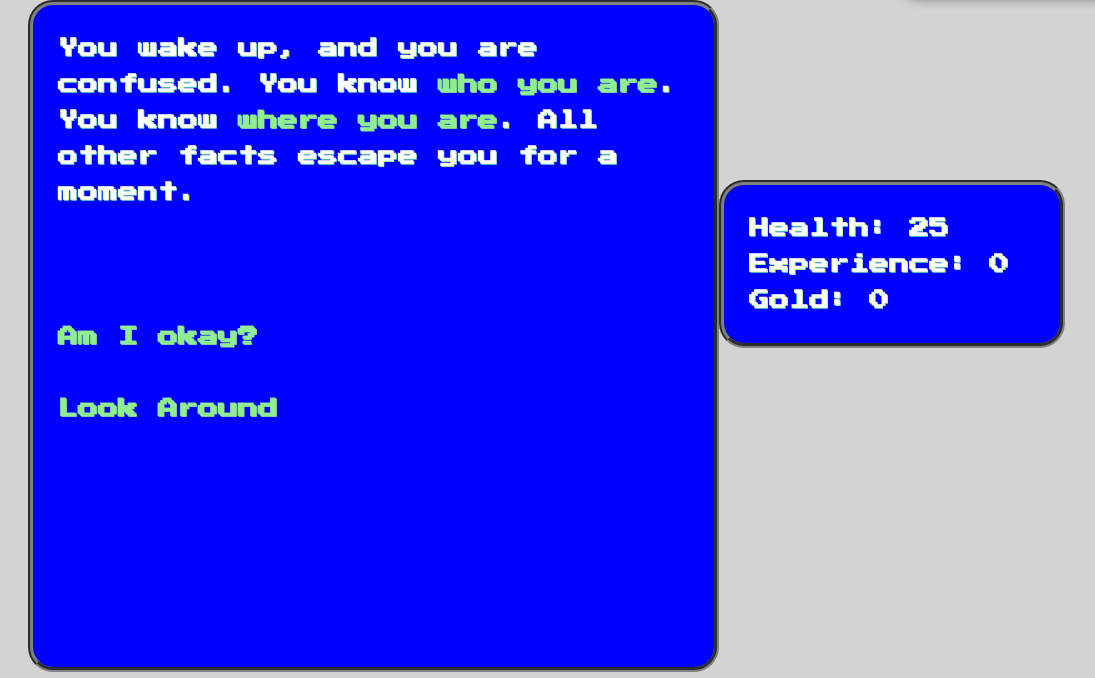 You wake up, and you are
confused. You know who you are.
You know where you are. All
other facts escape you for a
moment.
Am I okay?
Look Around
Health: 25
Experience: 0
Gold: 0